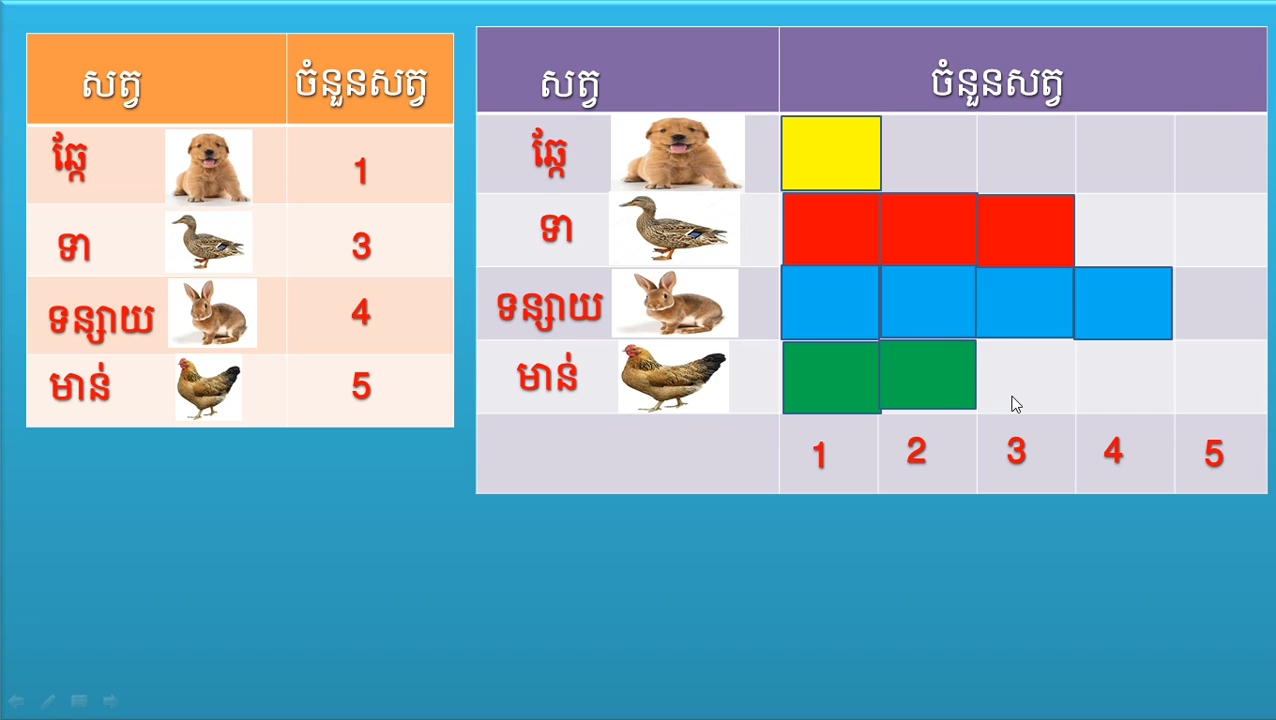 សត្វ ចំនួនសត្វ
ឆ្កែ 1
ទា 3
ទន្សាយ 4
មាន់ 5
សត្វ ចំនួនសត្វ
ឆ្កែ
ទា
ទន្សាយ
មាន់
1 2 3 4 5